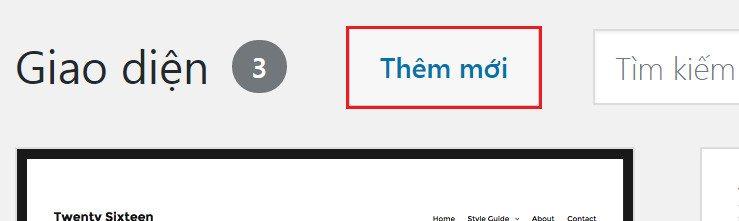 Giao diện 3 Thêm mới Tìm kiếm
Twenty Sixteen Home Style Guide About Contact